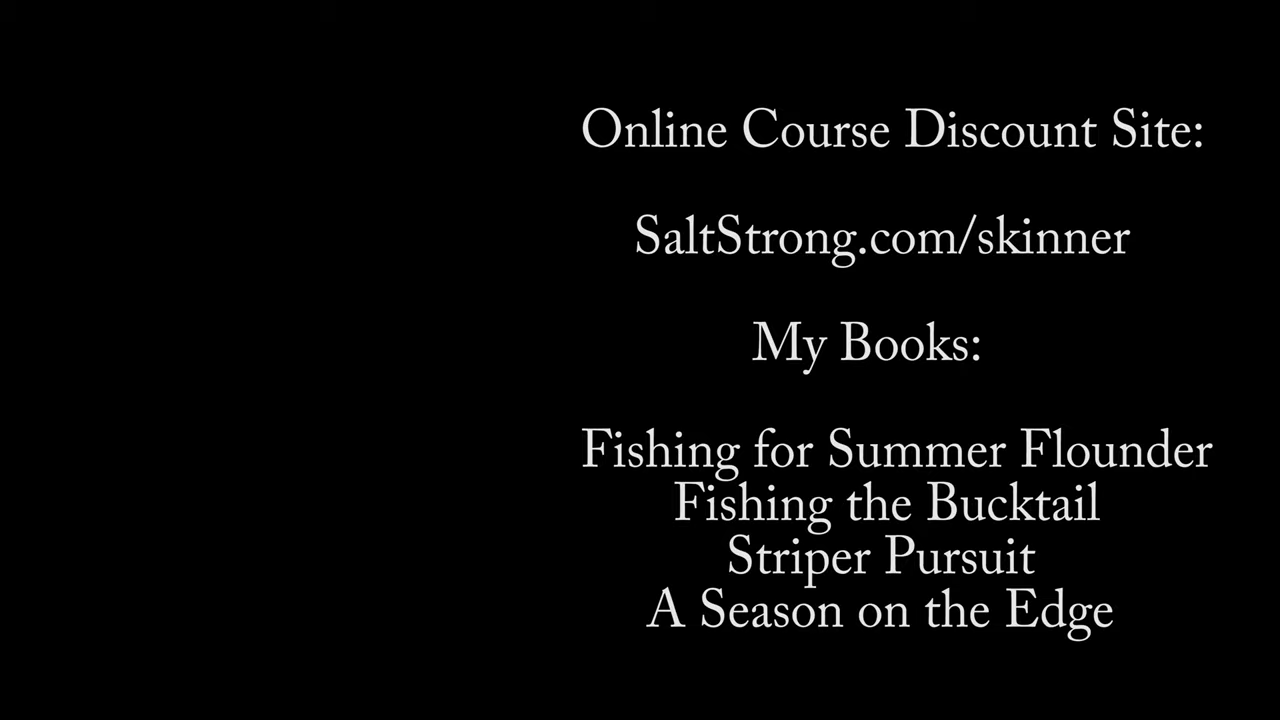 Online Course Discount Site:
SaltStrong.com/skinner
My Books:
Fishing for Summer Flounder
Fishing the Bucktail
Striper Pursuit
A Season on the Edge